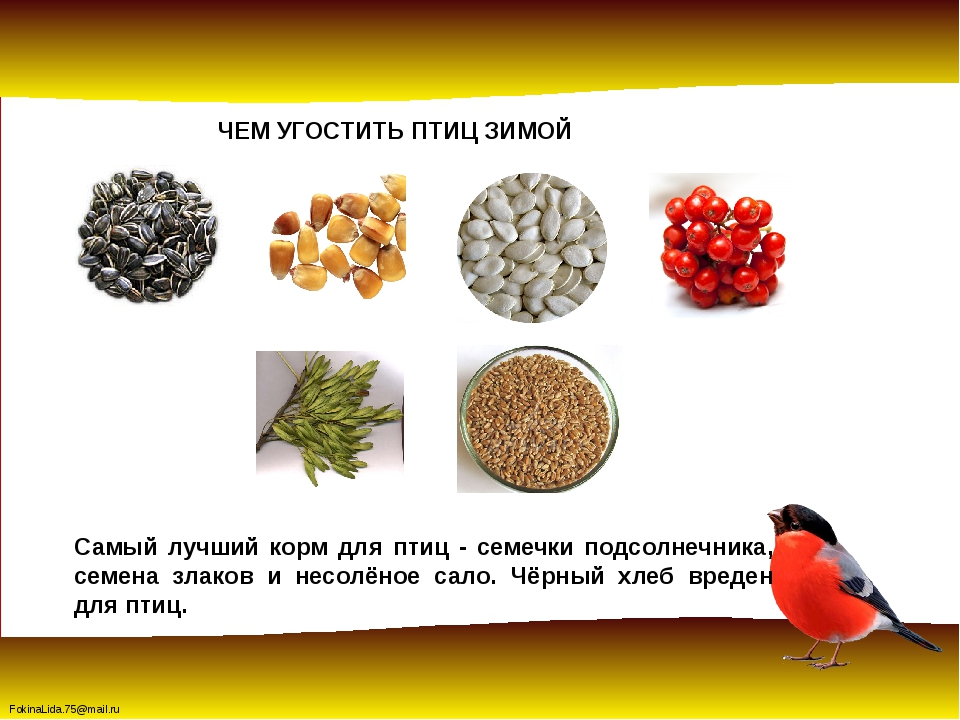 ЧЕМ УГОСТИТЬ ПТИЦ ЗИМОЙ
Самый лучший корм для птиц - семечки подсолнечника,
семена злаков и несолёное сало. Чёрный хлеб вреден
для птиц.
FokinaLida.75@mail.ru